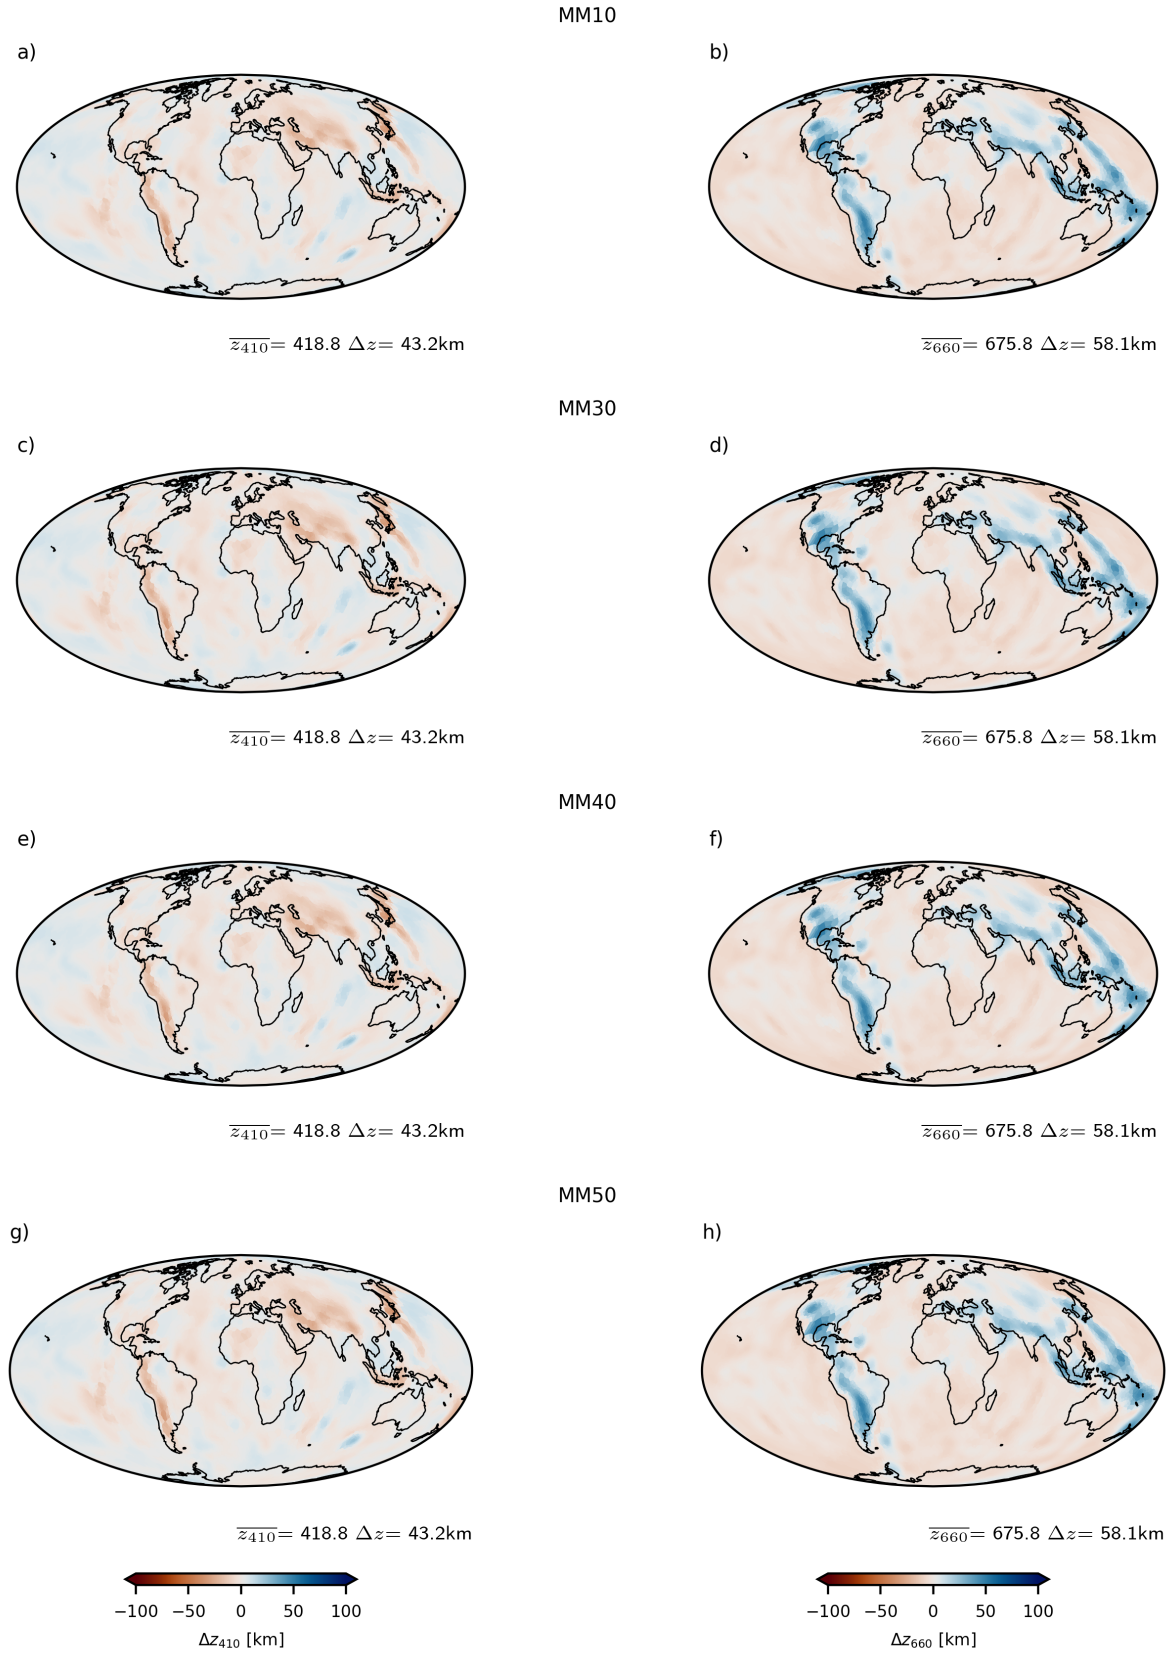 MM10
a) b)
z410= 418.8 Δz= 43.2km z660= 675.8 Δz= 58.1km
MM30
c) d)
z410= 418.8 Δz= 43.2km z660= 675.8 Δz= 58.1km
MM40
e) f)
z410= 418.8 Δz= 43.2km z660= 675.8 Δz= 58.1km
MM50
g) h)
z410= 418.8 Δz= 43.2km z660= 675.8 Δz= 58.1km
−100 −50 0 50 100 −100 −50 0 50 100
Δz410 [km] Δz660 [km]